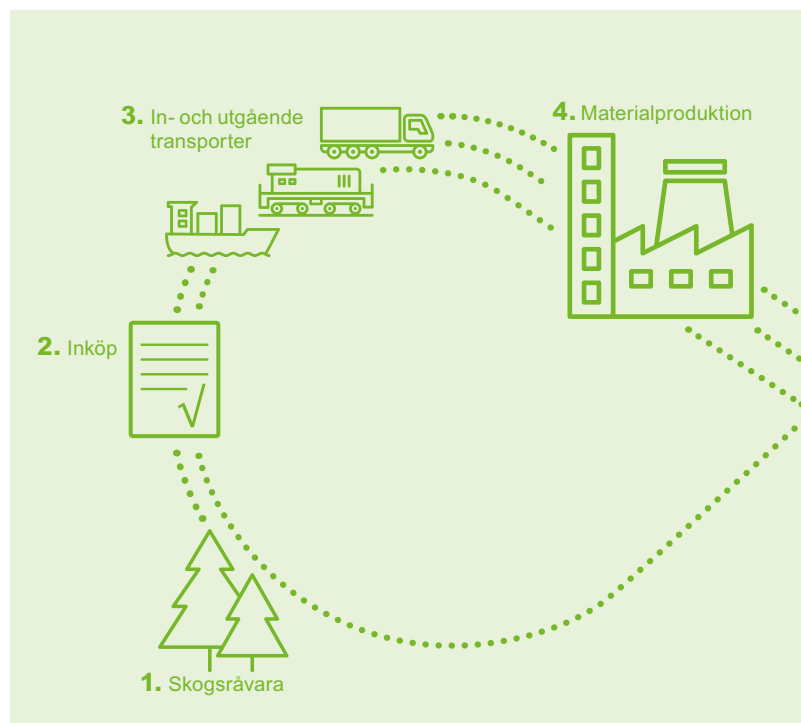 3. In- och utgående
transporter
4. Materialproduktion
2. Inköp
1. Skogsråvara